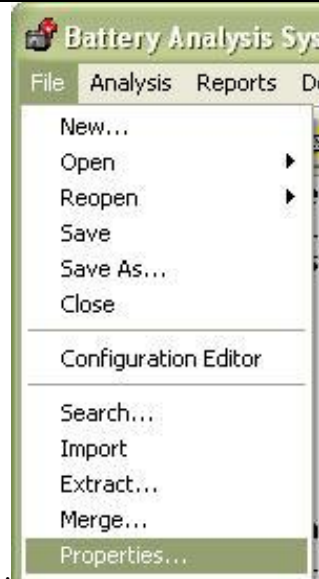 Battery Analysis Sys
File Analysis Reports D
New...
Open
Reopen
Save
Save As...
Close
Configuration Editor
Search...
Import
Extract...
Merge...
Properties...